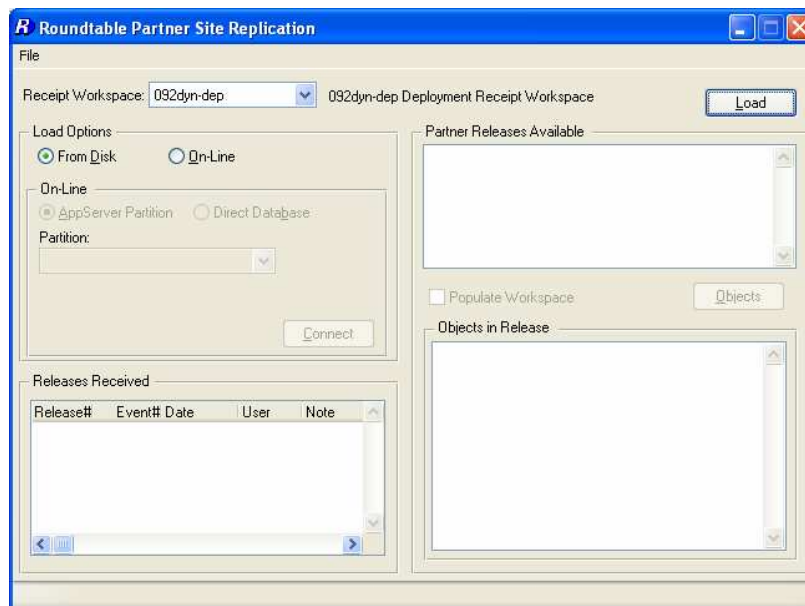 R Roundtable Partner Site Replication
File
Receipt Workspace: 092dyn-dep 092dyn-dep Deployment Receipt Workspace
Load
Load Options
From Disk On-Line
On-Line
AppServer Partition Direct Database
Partition:
Connect
Releases Received
Release# Event# Date User Note
Partner Releases Available
Populate Workspace Objects
Objects in Release